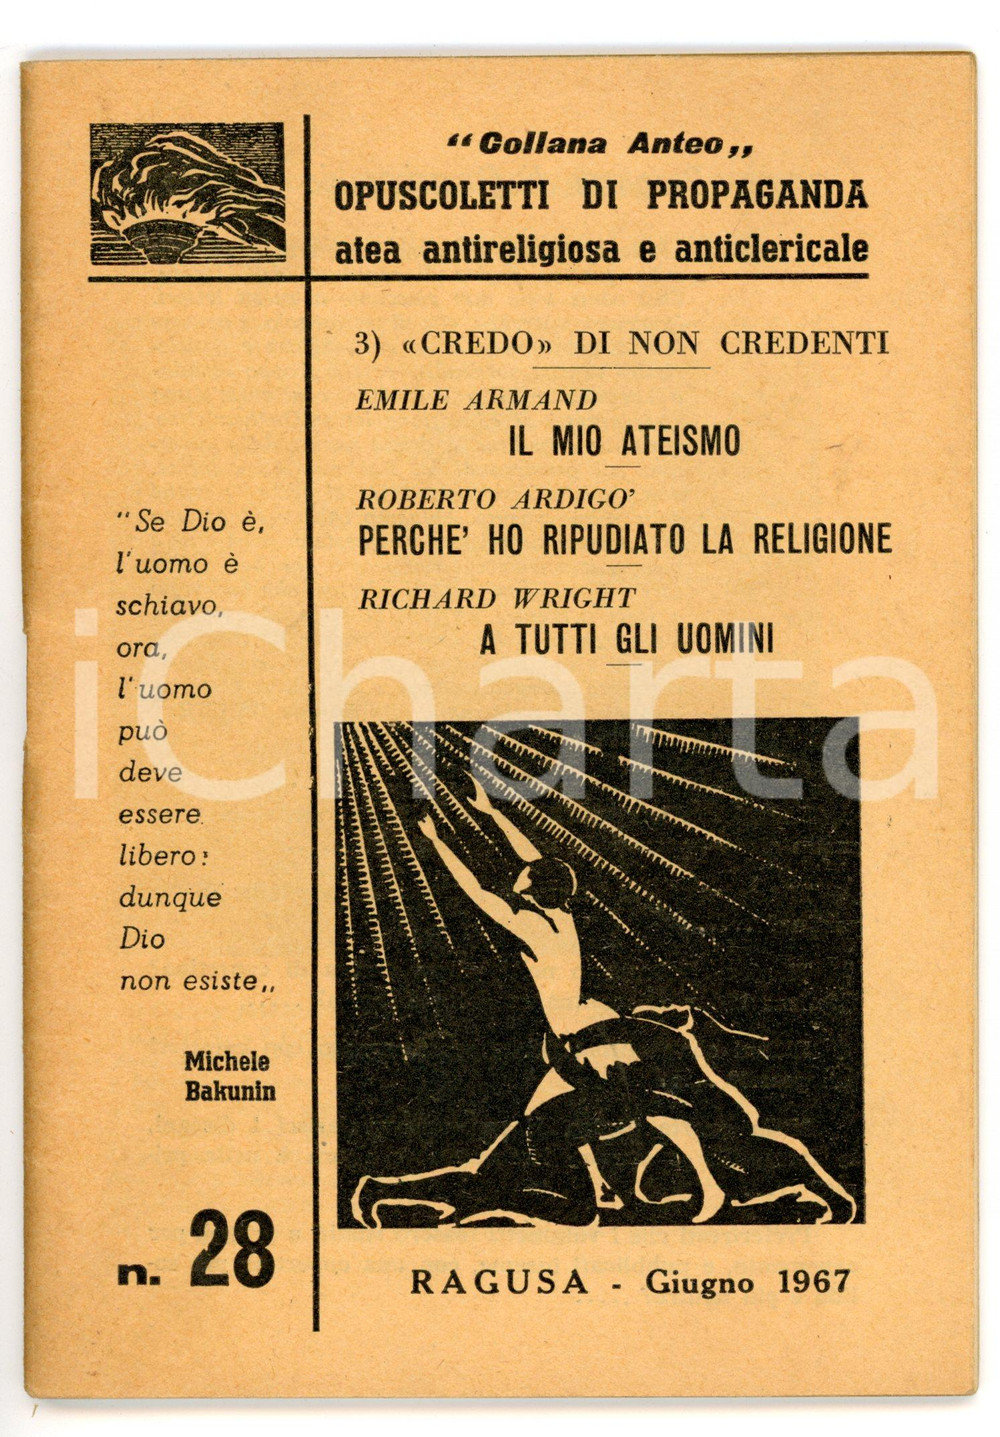 “Collana Anteo„
OPUSCOLETTI DI PROPAGANDA
atea antireligiosa e anticlericale
3) «CREDO» DI NON CREDENTI
EMILE ARMAND
IL MIO ATEISMO
ROBERTO ARDIGO’
PERCHE’ HO RIPUDIATO LA RELIGIONE
RICHARD WRIGHT
A TUTTI GLI UOMINI
“Se Dio è,
l'uomo è
schiavo,
ora,
l'uomo
può
deve
essere
libero:
dunque
Dio
non esiste„
Michele
Bakunin
n. 28
RAGUSA - Giugno 1967
iCharta